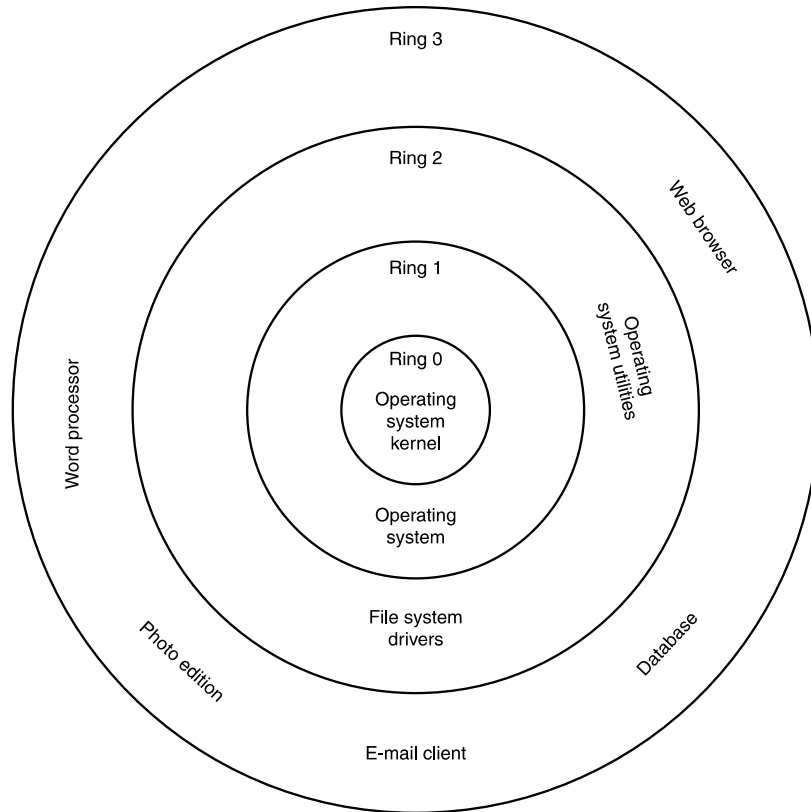 Ring 3
Ring 2
Web browser
Ring 1
Operating
system utilities
Ring 0
Operating
system
kernel
Word processor
Operating
system
File system
drivers
Photo edition
Database
E-mail client